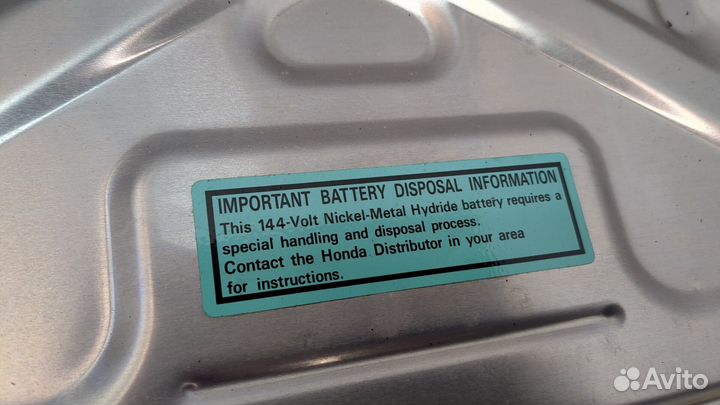 IMPORTANT BATTERY DISPOSAL INFORMATION
This 144-Volt Nickel-Metal Hydride battery requires a
special handling and disposal process.
Contact the Honda Distributor in your area
for instructions.
Avito